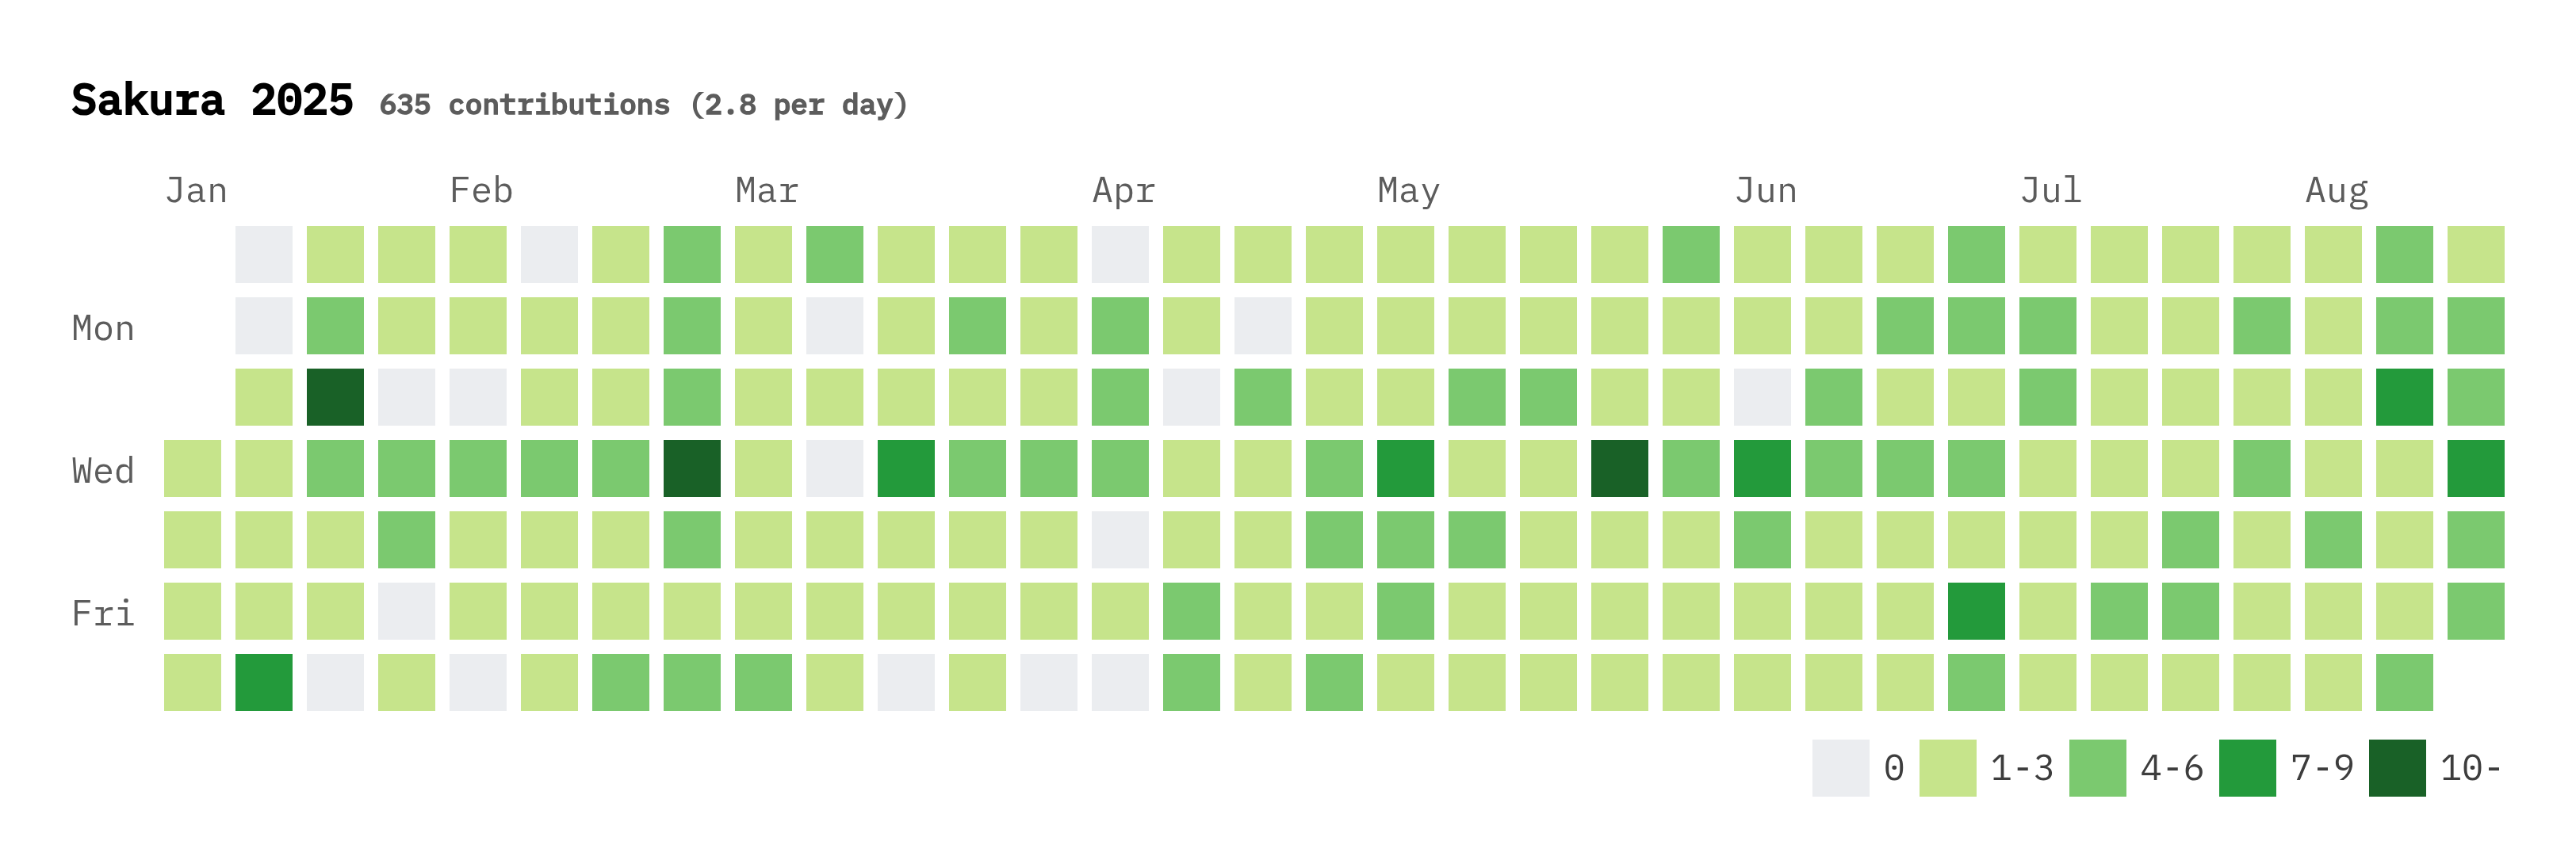 Sakura 2025 635 contributions (2.8 per day)
Jan Feb Mar Apr May Jun Jul Aug
Mon
Wed
Fri
0 1-3 4-6 7-9 10-